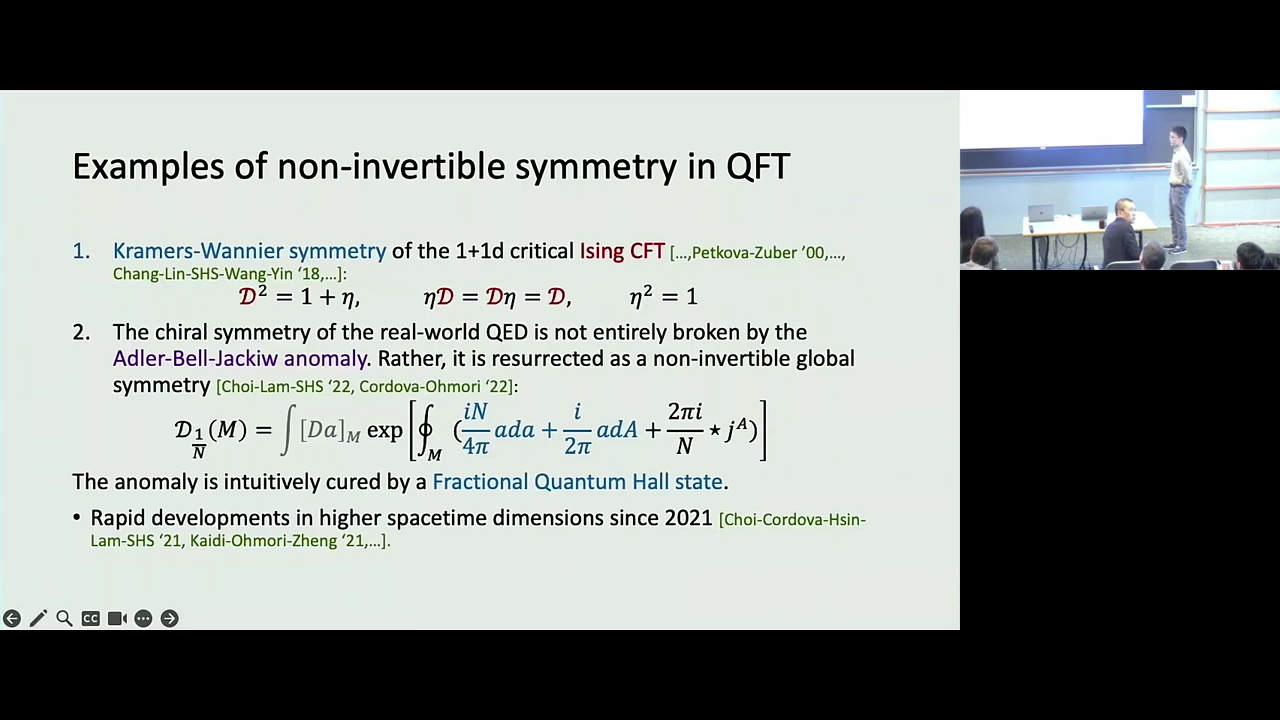 Examples of non-invertible symmetry in QFT
1. Kramers-Wannier symmetry of the 1+1d critical Ising CFT [...,Petkova-Zuber ’00,...,
Chang-Lin-SHS-Wang-Yin ‘18,...]:
𝒟² = 1 + η, η𝒟 = 𝒟η = 𝒟, η² = 1
2. The chiral symmetry of the real-world QED is not entirely broken by the
Adler-Bell-Jackiw anomaly. Rather, it is resurrected as a non-invertible global
symmetry [Choi-Lam-SHS ‘22, Cordova-Ohmori ‘22]:
𝒟_{1/N}(M) = ∫[Da]_M exp[∮_M (iN/4π ada + i/2π adA + 2πi/N ⋆ j^A)]
The anomaly is intuitively cured by a Fractional Quantum Hall state.
• Rapid developments in higher spacetime dimensions since 2021 [Choi-Cordova-Hsin-
Lam-SHS ‘21, Kaidi-Ohmori-Zheng ‘21,...].
CC